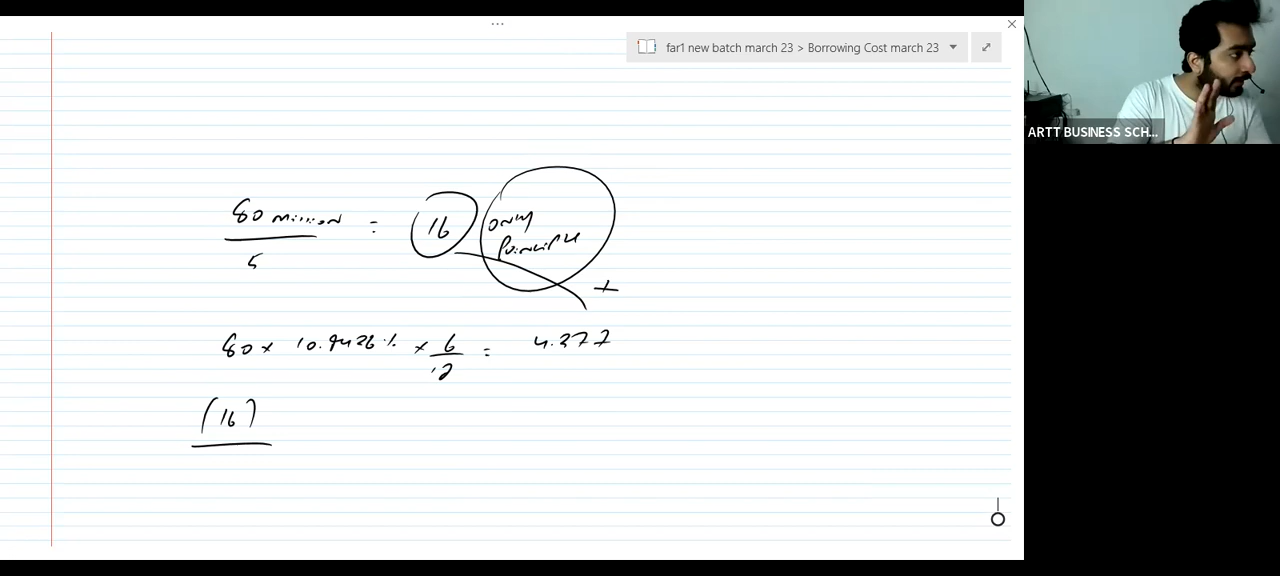 ...
far1 new batch march 23 > Borrowing Cost march 23
ARTT BUSINESS SCH...
80 million = 16 only Principle
5
+
80 × 10.9426% × 6/12 = 4.377
(16)